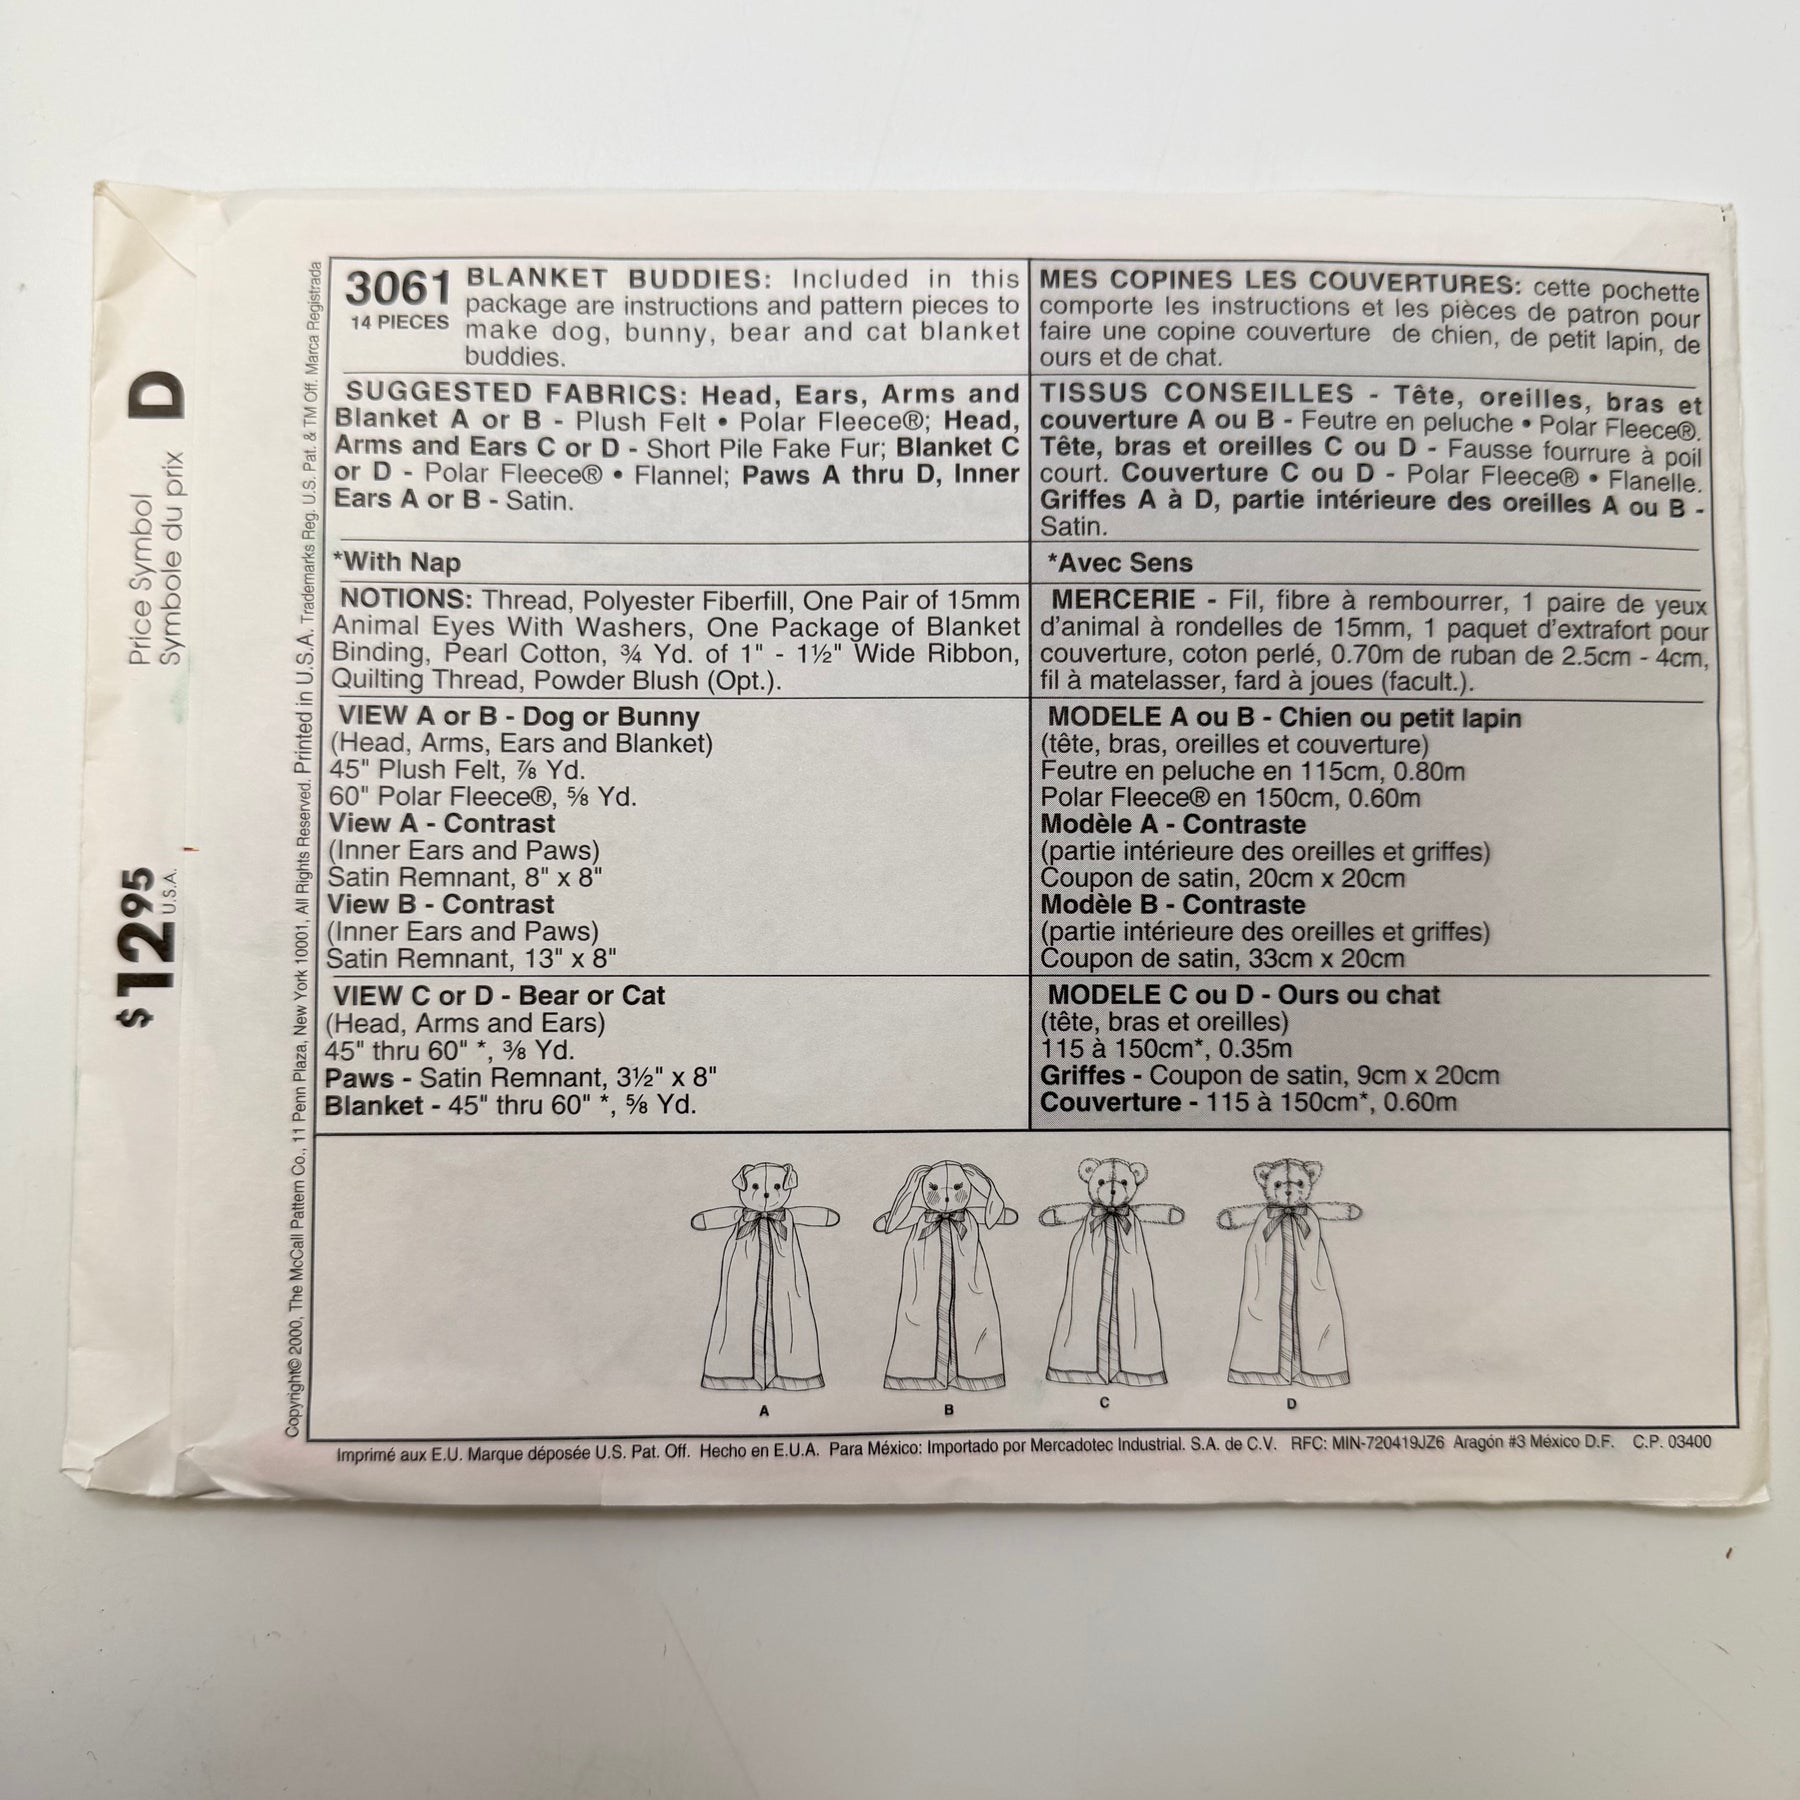 3061
14 PIECES
BLANKET BUDDIES: Included in this
package are instructions and pattern pieces to
make dog, bunny, bear and cat blanket
buddies.
SUGGESTED FABRICS: Head, Ears, Arms and
Blanket A or B - Plush Felt • Polar Fleece®; Head,
Arms and Ears C or D - Short Pile Fake Fur; Blanket C
or D - Polar Fleece® • Flannel; Paws A thru D, Inner
Ears A or B - Satin.
*With Nap
NOTIONS: Thread, Polyester Fiberfill, One Pair of 15mm
Animal Eyes With Washers, One Package of Blanket
Binding, Pearl Cotton, ¾ Yd. of 1" - 1½" Wide Ribbon,
Quilting Thread, Powder Blush (Opt.).
VIEW A or B - Dog or Bunny
(Head, Arms, Ears and Blanket)
45" Plush Felt, ⅞ Yd.
60" Polar Fleece®, ⅝ Yd.
View A - Contrast
(Inner Ears and Paws)
Satin Remnant, 8" x 8"
View B - Contrast
(Inner Ears and Paws)
Satin Remnant, 13" x 8"
VIEW C or D - Bear or Cat
(Head, Arms and Ears)
45" thru 60" *, ⅜ Yd.
Paws - Satin Remnant, 3½" x 8"
Blanket - 45" thru 60" *, ⅝ Yd.
MES COPINES LES COUVERTURES: cette pochette
comporte les instructions et les pièces de patron pour
faire une copine couverture de chien, de petit lapin, de
ours et de chat.
TISSUS CONSEILLES - Tête, oreilles, bras et
couverture A ou B - Feutre en peluche • Polar Fleece®.
Tête, bras et oreilles C ou D - Fausse fourrure à poil
court. Couverture C ou D - Polar Fleece® • Flanelle.
Griffes A à D, partie intérieure des oreilles A ou B -
Satin.
*Avec Sens
MERCERIE - Fil, fibre à rembourrer, 1 paire de yeux
d'animal à rondelles de 15mm, 1 paquet d'extrafort pour
couverture, coton perlé, 0.70m de ruban de 2.5cm - 4cm,
fil à matelasser, fard à joues (facult.).
MODELE A ou B - Chien ou petit lapin
(tête, bras, oreilles et couverture)
Feutre en peluche en 115cm, 0.80m
Polar Fleece® en 150cm, 0.60m
Modèle A - Contraste
(partie intérieure des oreilles et griffes)
Coupon de satin, 20cm x 20cm
Modèle B - Contraste
(partie intérieure des oreilles et griffes)
Coupon de satin, 33cm x 20cm
MODELE C ou D - Ours ou chat
(tête, bras et oreilles)
115 à 150cm*, 0.35m
Griffes - Coupon de satin, 9cm x 20cm
Couverture - 115 à 150cm*, 0.60m
A
B
C
D
Imprimé aux E.U. Marque déposée U.S. Pat. Off. Hecho en E.U.A. Para México: Importado por Mercadotec Industrial. S.A. de C.V. RFC: MIN-720419JZ6 Aragón #3 México D.F. C.P. 03400
Copyright© 2000, The McCall Pattern Co., 11 Penn Plaza, New York 10001, All Rights Reserved. Printed in U.S.A. Trademarks Reg. U.S. Pat. & TM Off. Marca Registrada
$1295
U.S.A.
Price Symbol
Symbole du prix
D